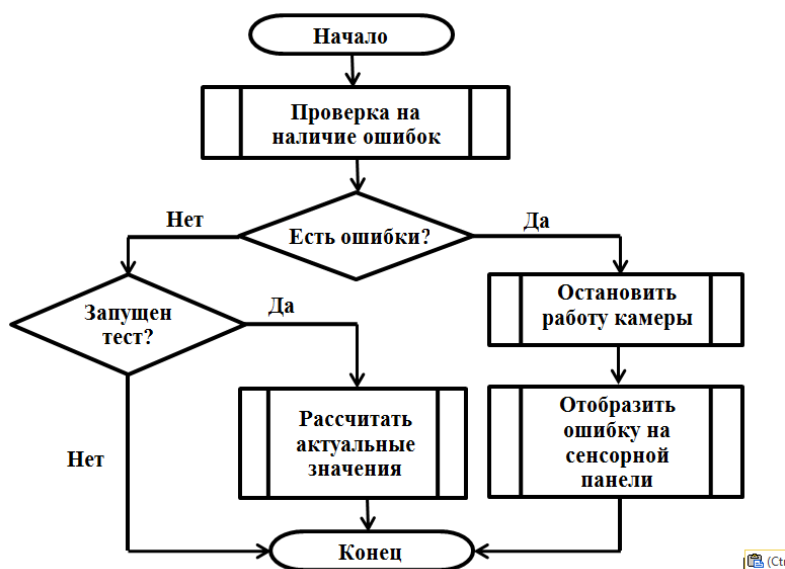 Начало
Проверка на
наличие ошибок
Нет
Есть ошибки?
Да
Запущен
тест?
Да
Остановить
работу камеры
Рассчитать
актуальные
значения
Отобразить
ошибку на
сенсорной
панели
Нет
Конец
(Ct